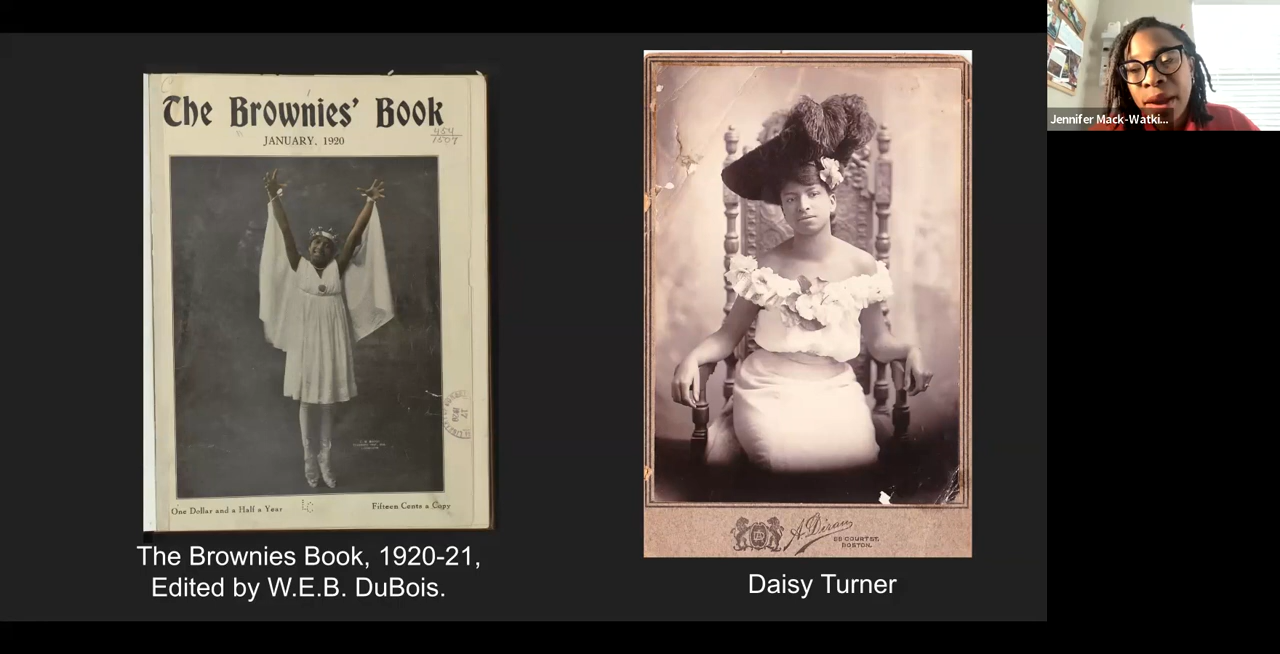 The Brownies' Book
JANUARY, 1920
One Dollar and a Half a Year
Fifteen Cents a Copy
The Brownies Book, 1920-21,
Edited by W.E.B. DuBois.
A. Diran
BOSTON.
Daisy Turner
Jennifer Mack-Watki...